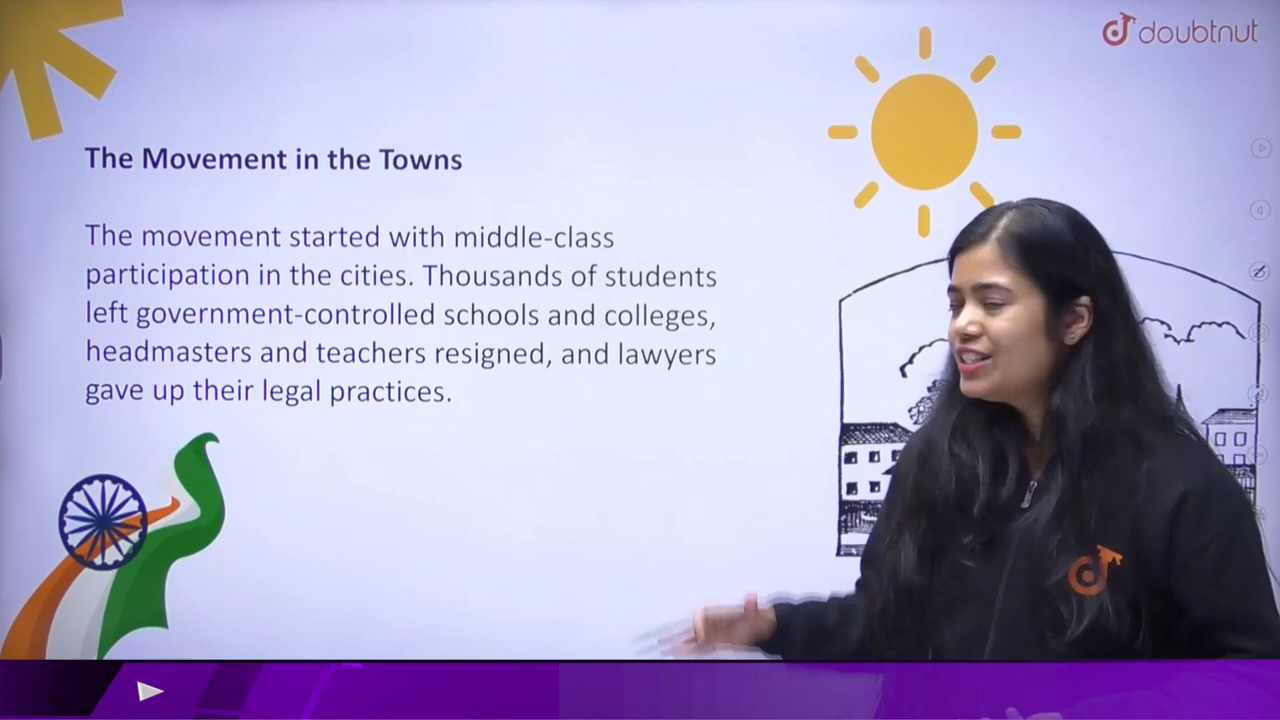 doubtnut
The Movement in the Towns
The movement started with middle-class
participation in the cities. Thousands of students
left government-controlled schools and colleges,
headmasters and teachers resigned, and lawyers
gave up their legal practices.